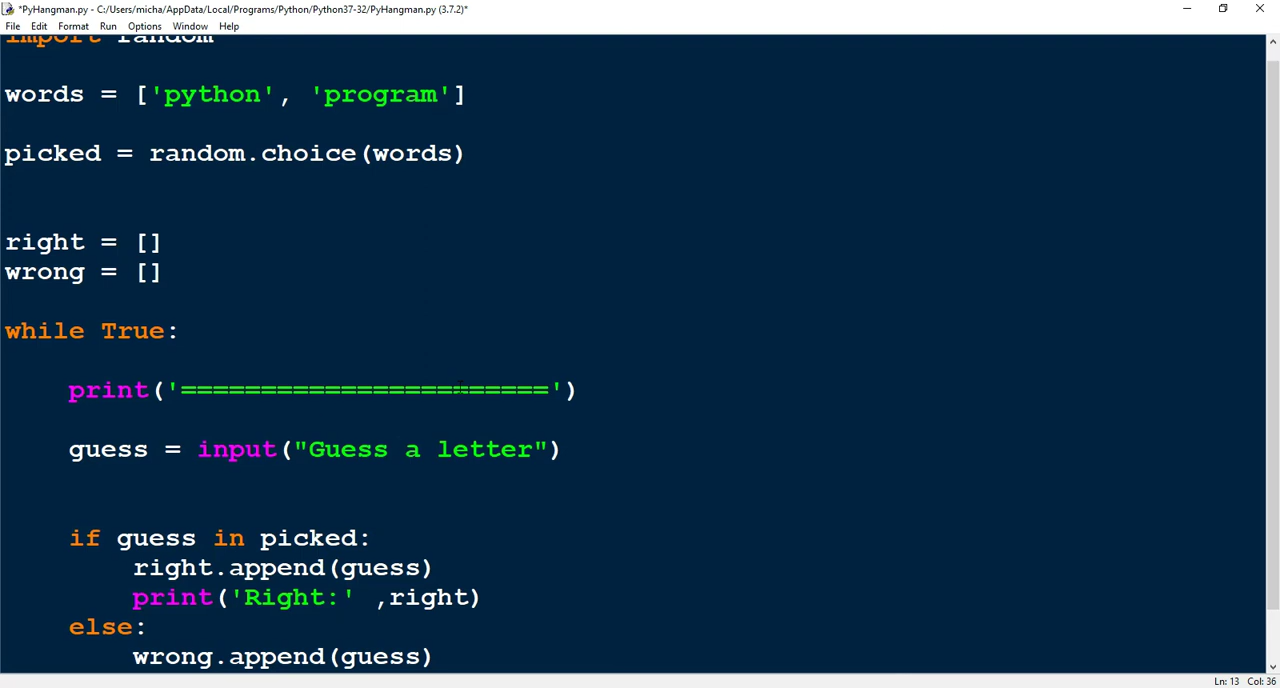 *PyHangman.py - C:/Users/micha/AppData/Local/Programs/Python/Python37-32/PyHangman.py (3.7.2)*
File Edit Format Run Options Window Help
import random
words = ['python', 'program']
picked = random.choice(words)
right = []
wrong = []
while True:
print('=======================')
guess = input("Guess a letter")
if guess in picked:
right.append(guess)
print('Right:' ,right)
else:
wrong.append(guess)
Ln: 13 Col: 36